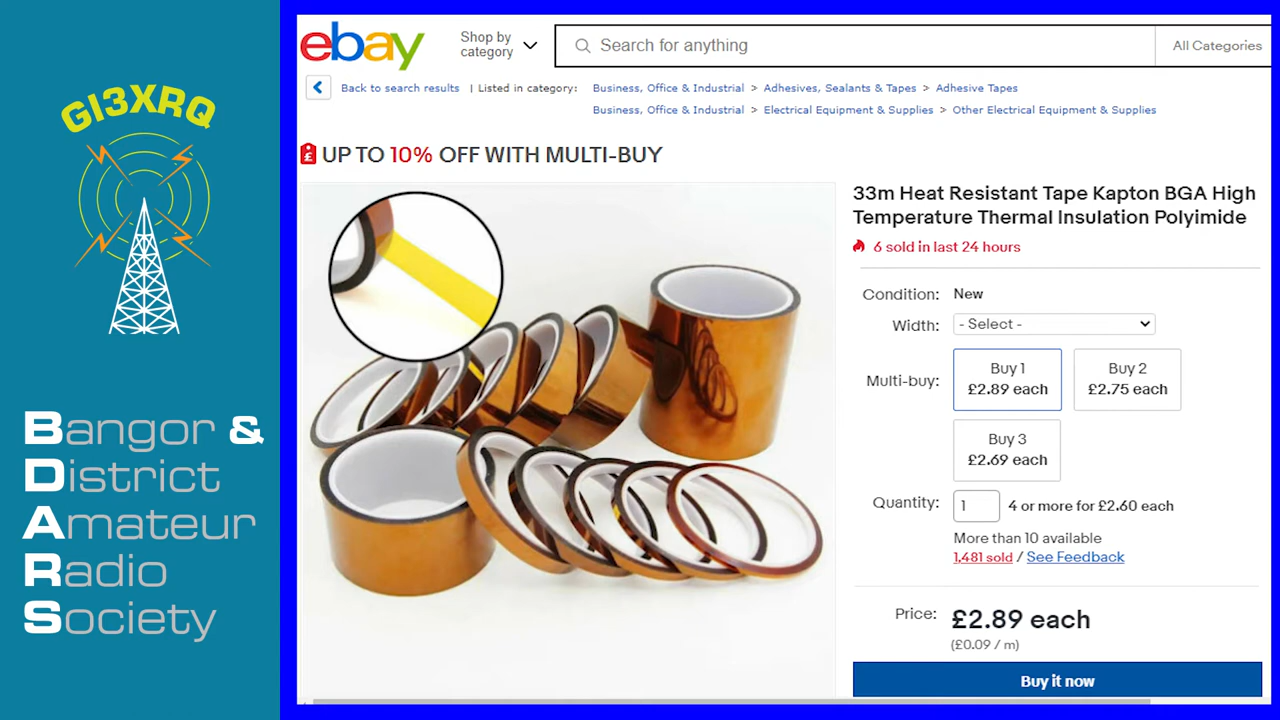 GI3XRQ
Bangor &
District
Amateur
Radio
Society
ebay
Shop by
category
Search for anything
All Categories
Back to search results | Listed in category:
Business, Office & Industrial > Adhesives, Sealants & Tapes > Adhesive Tapes
Business, Office & Industrial > Electrical Equipment & Supplies > Other Electrical Equipment & Supplies
£ UP TO 10% OFF WITH MULTI-BUY
33m Heat Resistant Tape Kapton BGA High
Temperature Thermal Insulation Polyimide
6 sold in last 24 hours
Condition: New
Width: - Select -
Multi-buy:
Buy 1
£2.89 each
Buy 2
£2.75 each
Buy 3
£2.69 each
Quantity: 1 4 or more for £2.60 each
More than 10 available
1,481 sold / See Feedback
Price: £2.89 each
(£0.09 / m)
Buy it now